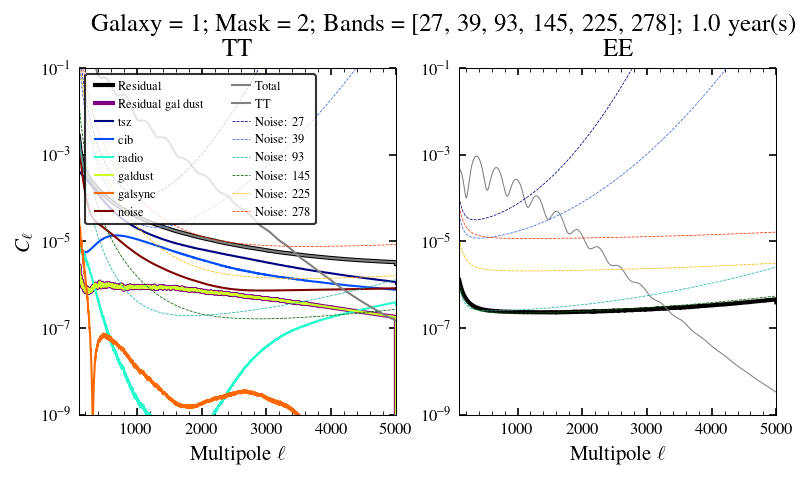 Galaxy = 1; Mask = 2; Bands = [27, 39, 93, 145, 225, 278]; 1.0 year(s)
TT
EE
10⁻¹
10⁻³
10⁻⁵
10⁻⁷
10⁻⁹
C_ℓ
Residual
Residual gal dust
tsz
cib
radio
galdust
galsync
noise
Total
TT
Noise: 27
Noise: 39
Noise: 93
Noise: 145
Noise: 225
Noise: 278
1000 2000 3000 4000 5000
Multipole ℓ
10⁻¹
10⁻³
10⁻⁵
10⁻⁷
10⁻⁹
1000 2000 3000 4000 5000
Multipole ℓ